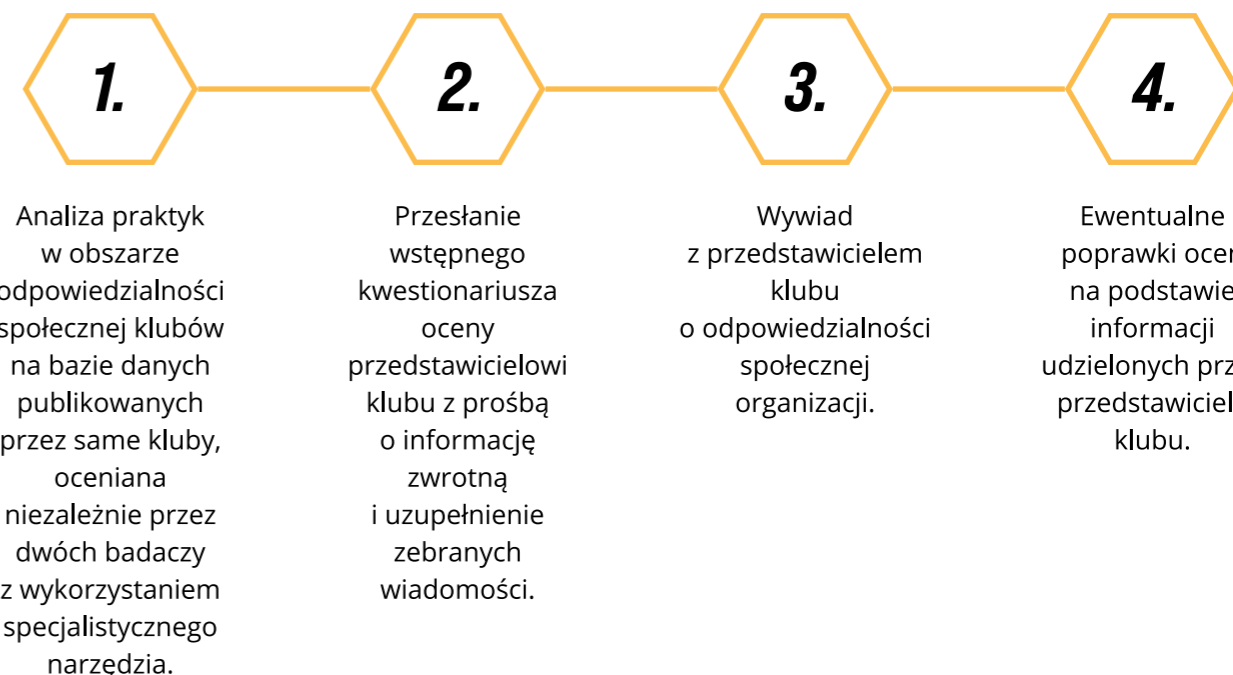 1.
Analiza praktyk
w obszarze
odpowiedzialności
społecznej klubów
na bazie danych
publikowanych
przez same kluby,
oceniana
niezależnie przez
dwóch badaczy
z wykorzystaniem
specjalistycznego
narzędzia.
2.
Przesłanie
wstępnego
kwestionariusza
oceny
przedstawicielowi
klubu z prośbą
o informację
zwrotną
i uzupełnienie
zebranych
wiadomości.
3.
Wywiad
z przedstawicielem
klubu
o odpowiedzialności
społecznej
organizacji.
4.
Ewentualne
poprawki
na podstawie
informacji
udzielonych
klubu.